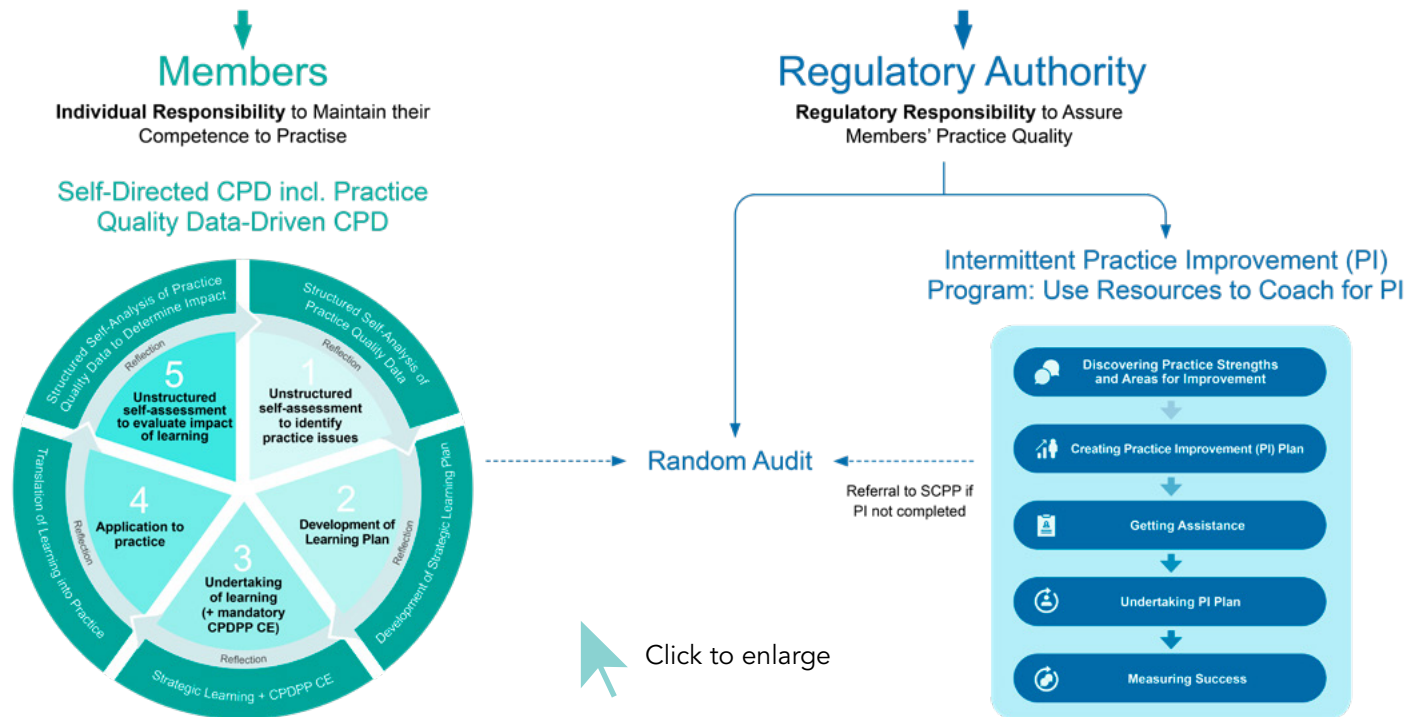 Members
Individual Responsibility to Maintain their
Competence to Practise
Self-Directed CPD incl. Practice
Quality Data-Driven CPD
Structured Self-Analysis of
Practice Quality Data
Development of Strategic Learning Plan
Strategic Learning + CPDPP CE
Translation of Learning into Practice
Structured Self-Analysis of Practice
Quality Data to Determine Impact
Reflection
Reflection
Reflection
Reflection
Reflection
1
Unstructured
self-assessment
to identify
practice issues
2
Development of
Learning Plan
3
Undertaking
of learning
(+ mandatory
CPDPP CE)
4
Application to
practice
5
Unstructured
self-assessment
to evaluate impact
of learning
Click to enlarge
Regulatory Authority
Regulatory Responsibility to Assure
Members' Practice Quality
Random Audit
Referral to SCPP if
PI not completed
Intermittent Practice Improvement (PI)
Program: Use Resources to Coach for PI
Discovering Practice Strengths
and Areas for Improvement
Creating Practice Improvement (PI) Plan
Getting Assistance
Undertaking PI Plan
Measuring Success